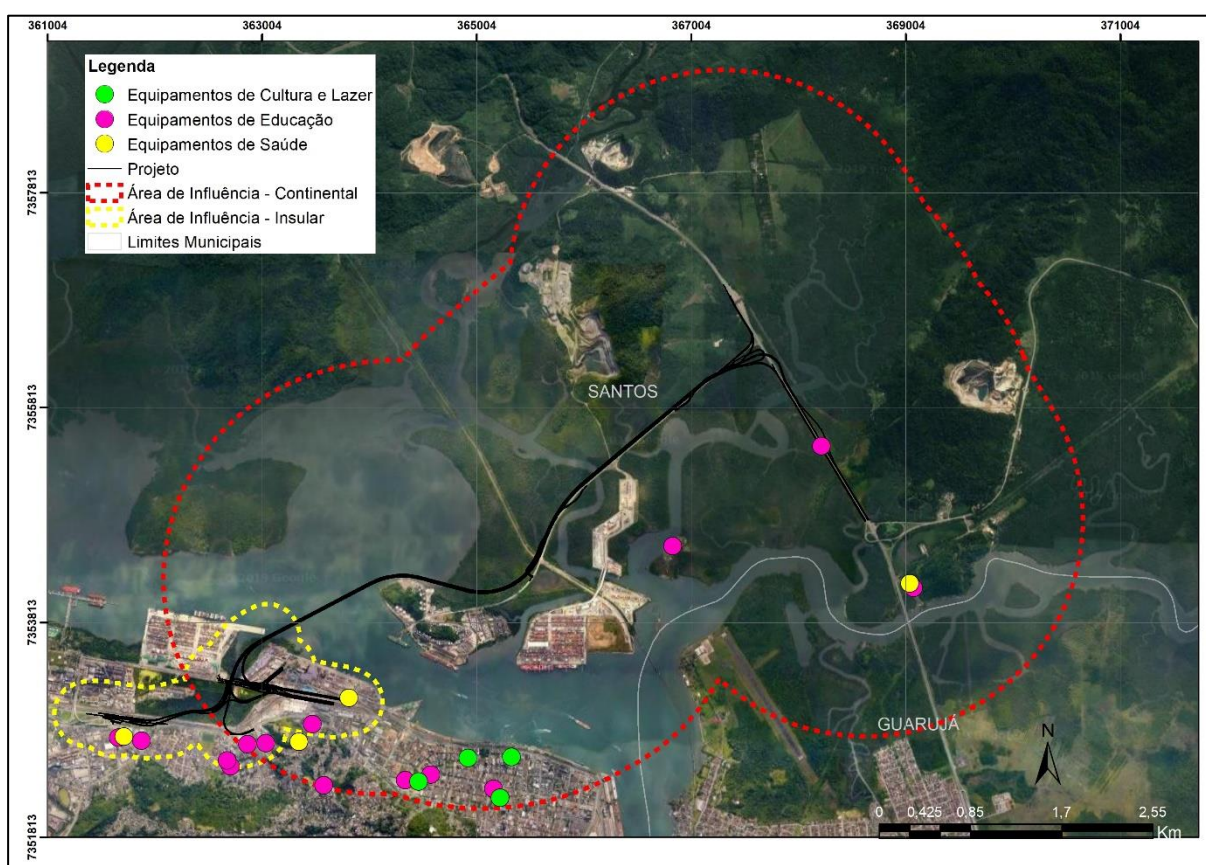 361004 363004 365004 367004 369004 371004
Legenda
Equipamentos de Cultura e Lazer
Equipamentos de Educação
Equipamentos de Saúde
Projeto
Área de Influência - Continental
Área de Influência - Insular
Limites Municipais
7357813
7355813
7353813
7351813
SANTOS
GUARUJÁ
N
0 0,425 0,85 1,7 2,55
Km